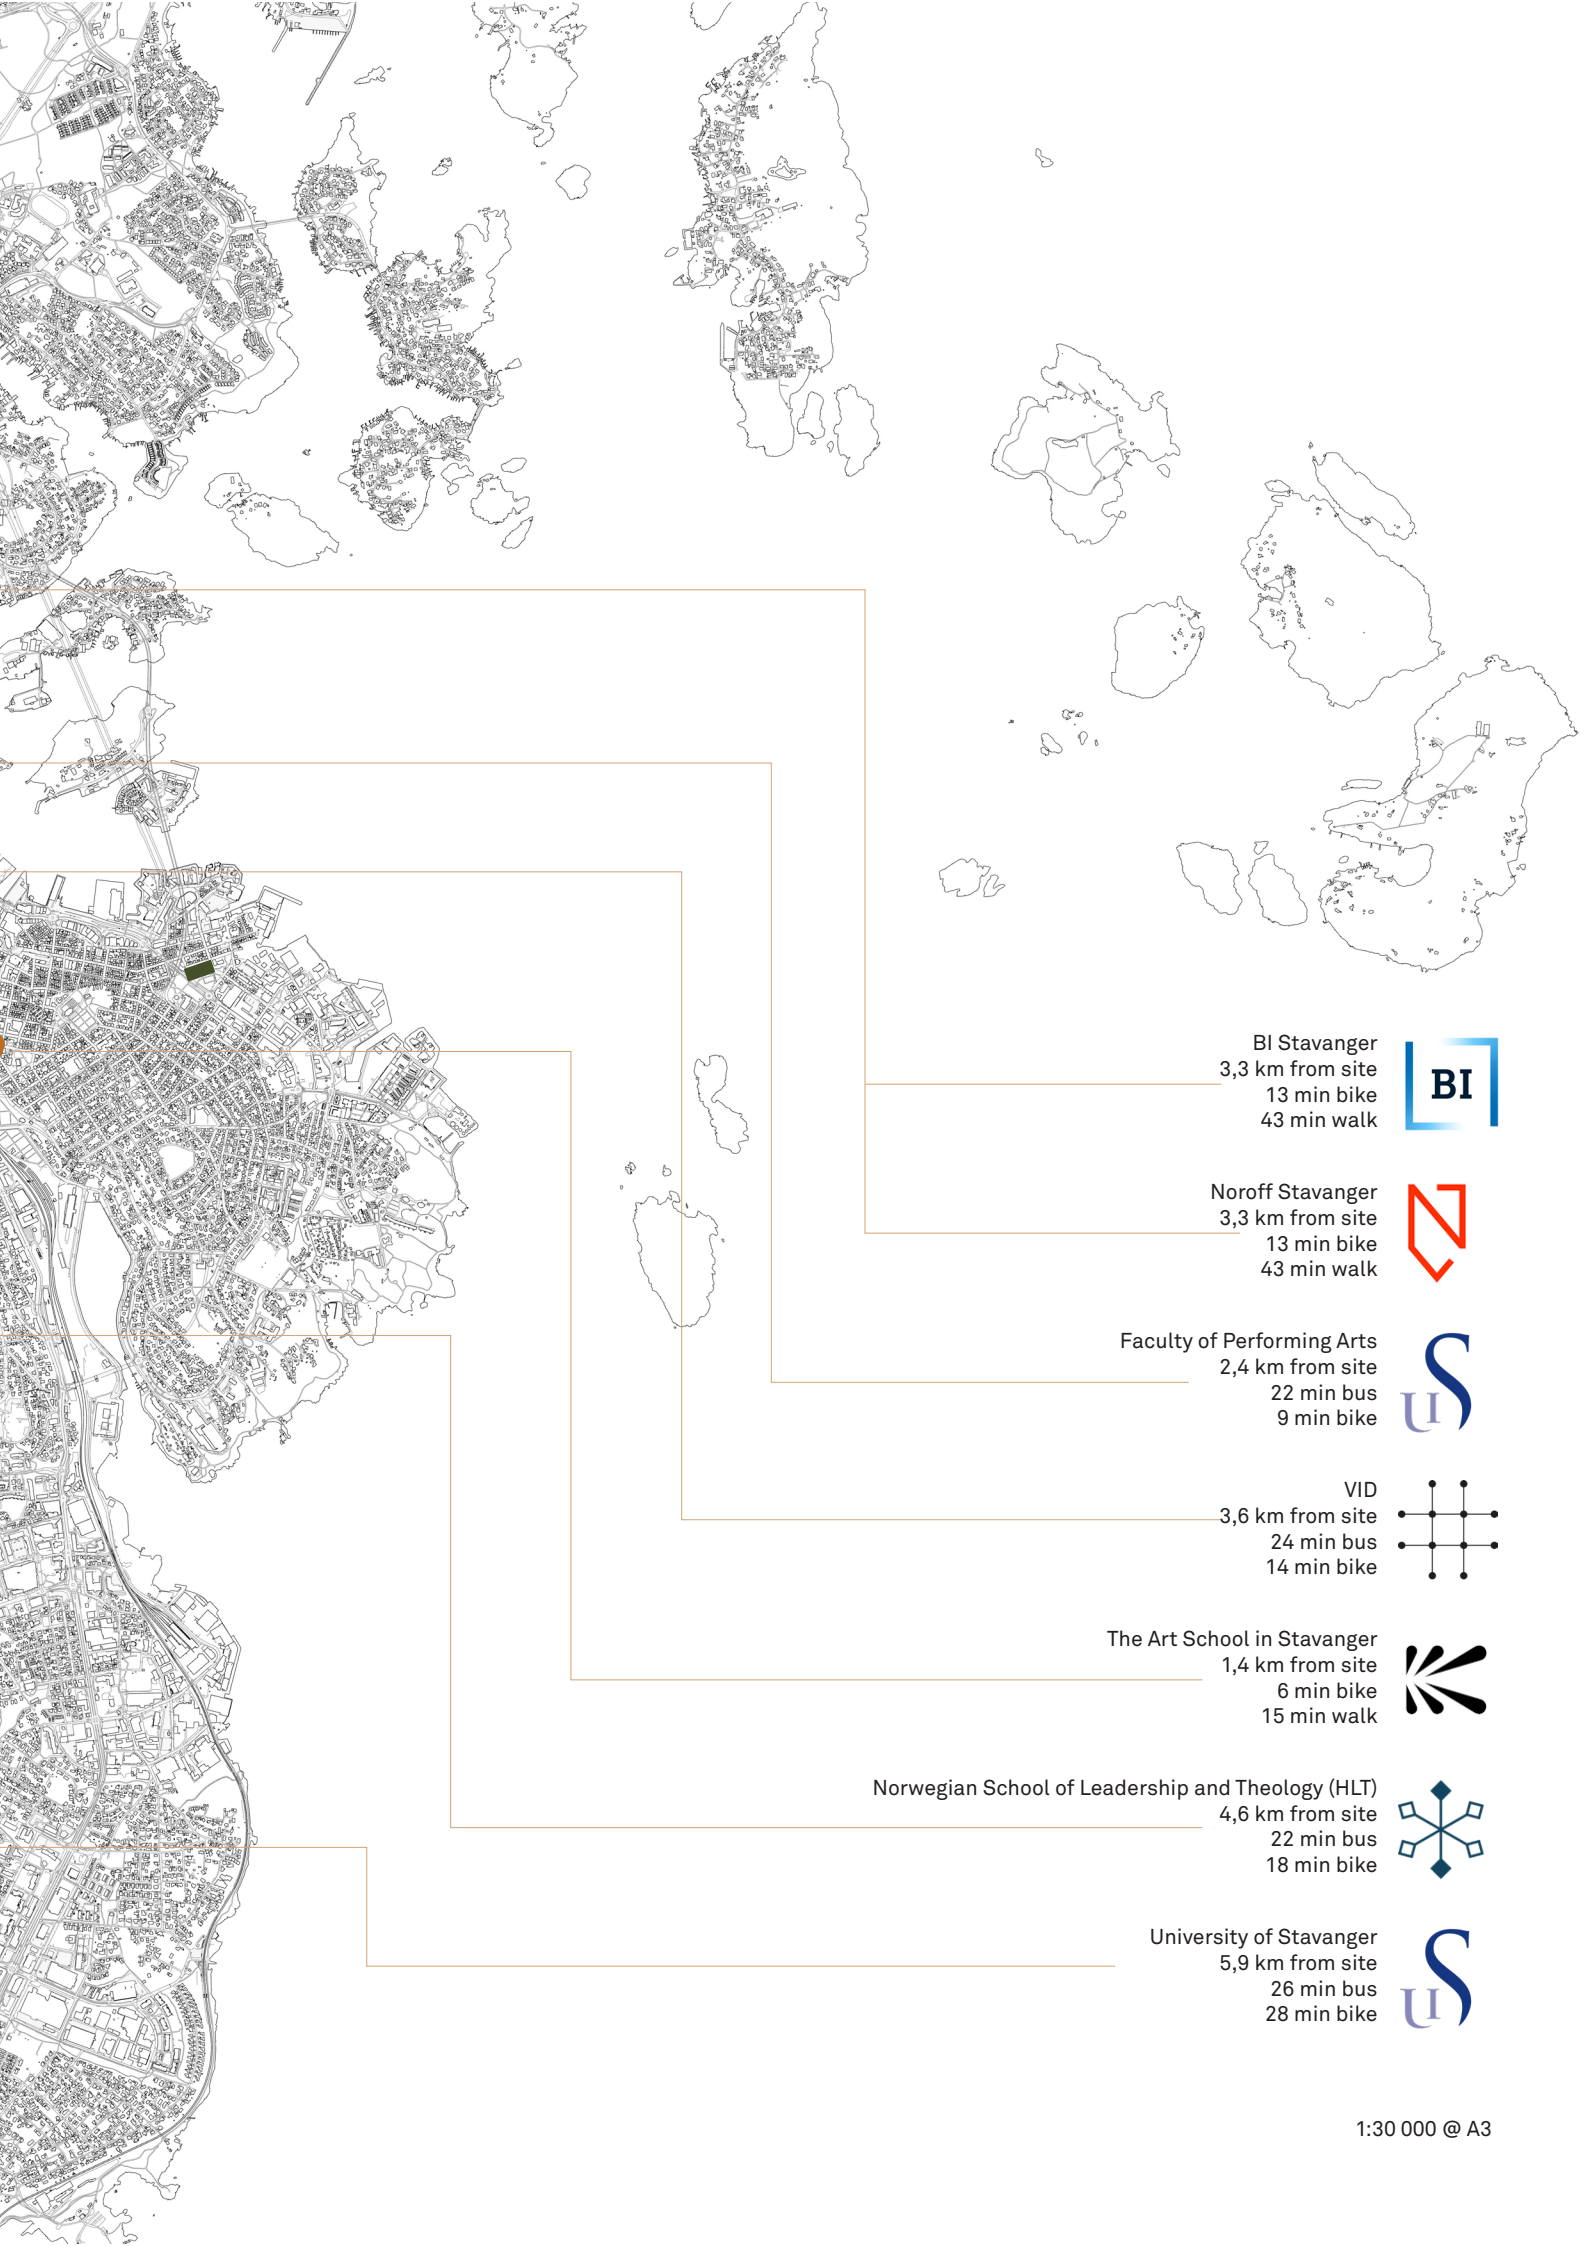 BI Stavanger
3,3 km from site
13 min bike
43 min walk
BI
Noroff Stavanger
3,3 km from site
13 min bike
43 min walk
Faculty of Performing Arts
2,4 km from site
22 min bus
9 min bike
uiS
VID
3,6 km from site
24 min bus
14 min bike
The Art School in Stavanger
1,4 km from site
6 min bike
15 min walk
Norwegian School of Leadership and Theology (HLT)
4,6 km from site
22 min bus
18 min bike
University of Stavanger
5,9 km from site
26 min bus
28 min bike
uiS
1:30 000 @ A3